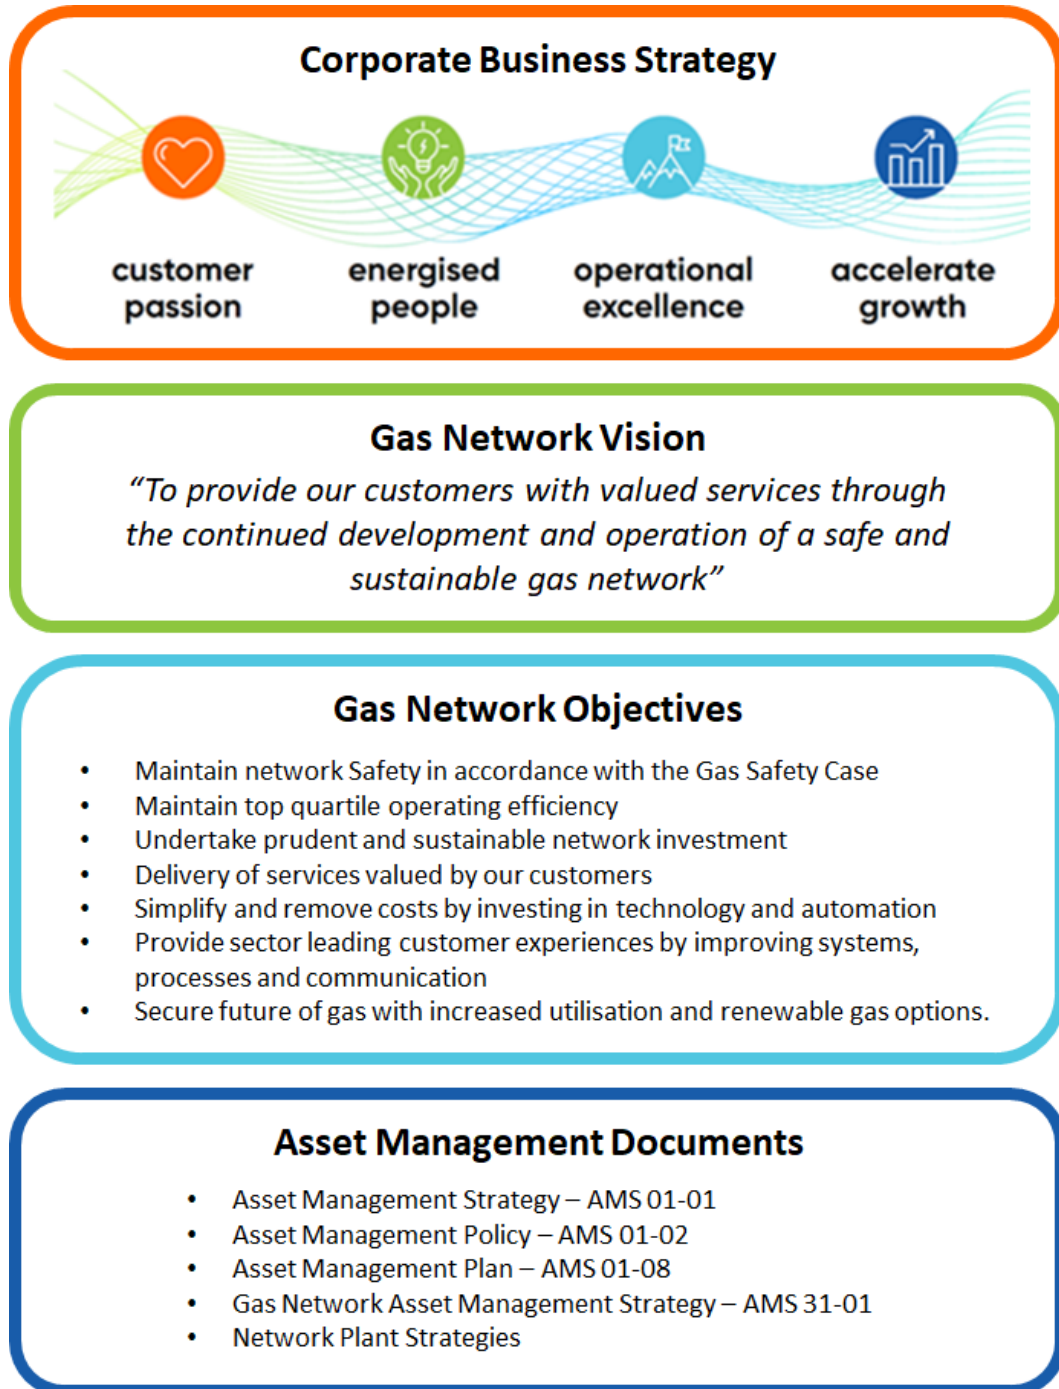 Corporate Business Strategy
customer passion
energised people
operational excellence
accelerate growth
Gas Network Vision
“To provide our customers with valued services through
the continued development and operation of a safe and
sustainable gas network”
Gas Network Objectives
• Maintain network Safety in accordance with the Gas Safety Case
• Maintain top quartile operating efficiency
• Undertake prudent and sustainable network investment
• Delivery of services valued by our customers
• Simplify and remove costs by investing in technology and automation
• Provide sector leading customer experiences by improving systems,
processes and communication
• Secure future of gas with increased utilisation and renewable gas options.
Asset Management Documents
• Asset Management Strategy – AMS 01-01
• Asset Management Policy – AMS 01-02
• Asset Management Plan – AMS 01-08
• Gas Network Asset Management Strategy – AMS 31-01
• Network Plant Strategies